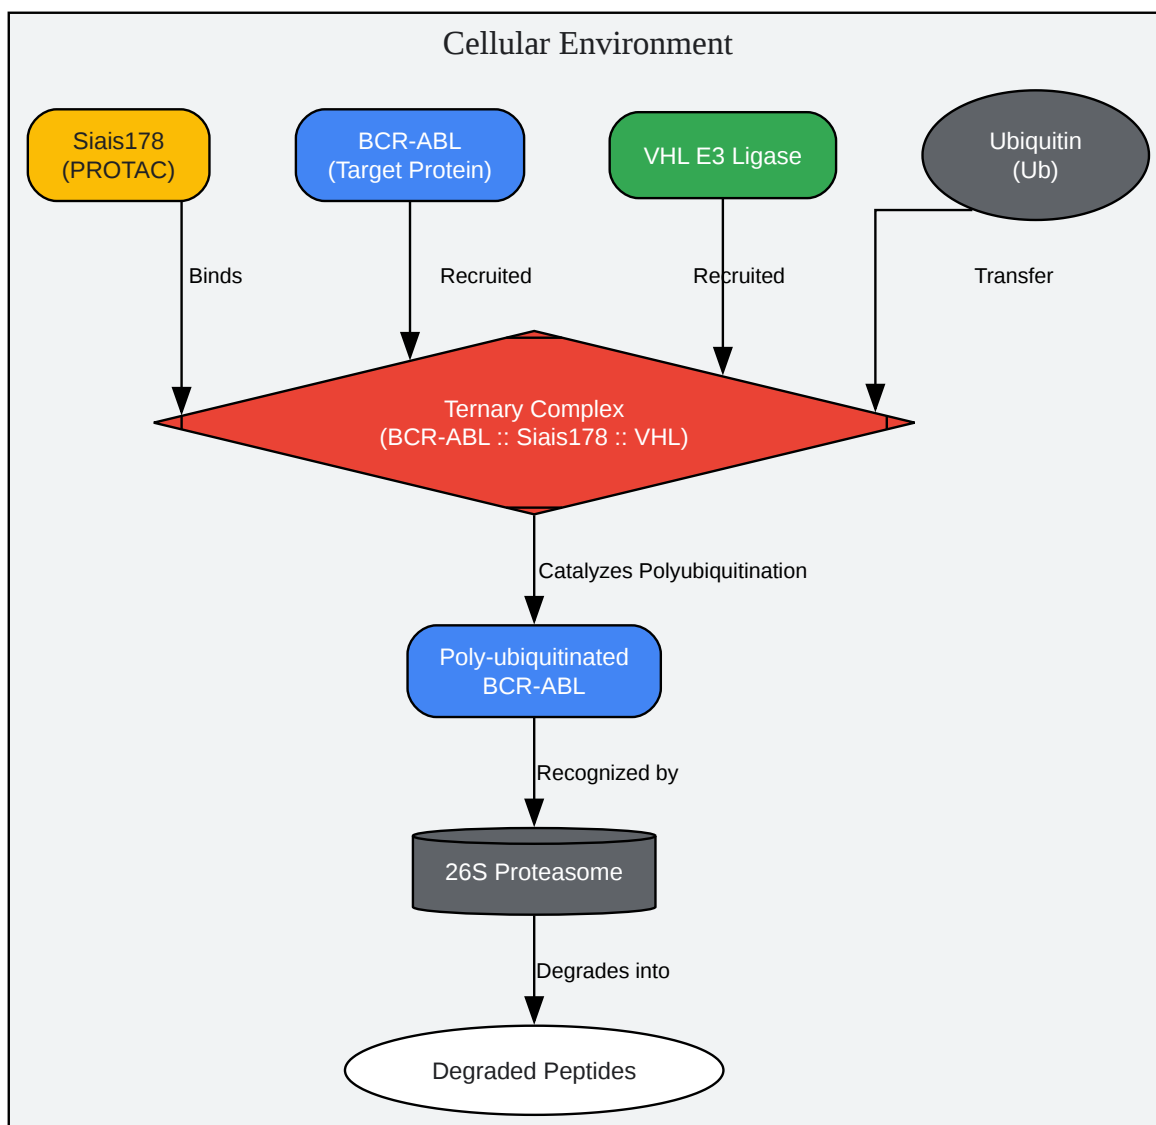 Cellular Environment
Siais178
(PROTAC)
BCR-ABL
(Target Protein)
VHL E3 Ligase
Ubiquitin
(Ub)
Binds
Recruited
Recruited
Transfer
Ternary Complex
(BCR-ABL :: Siais178 :: VHL)
Catalyzes Polyubiquitination
Poly-ubiquitinated
BCR-ABL
Recognized by
26S Proteasome
Degrades into
Degraded Peptides